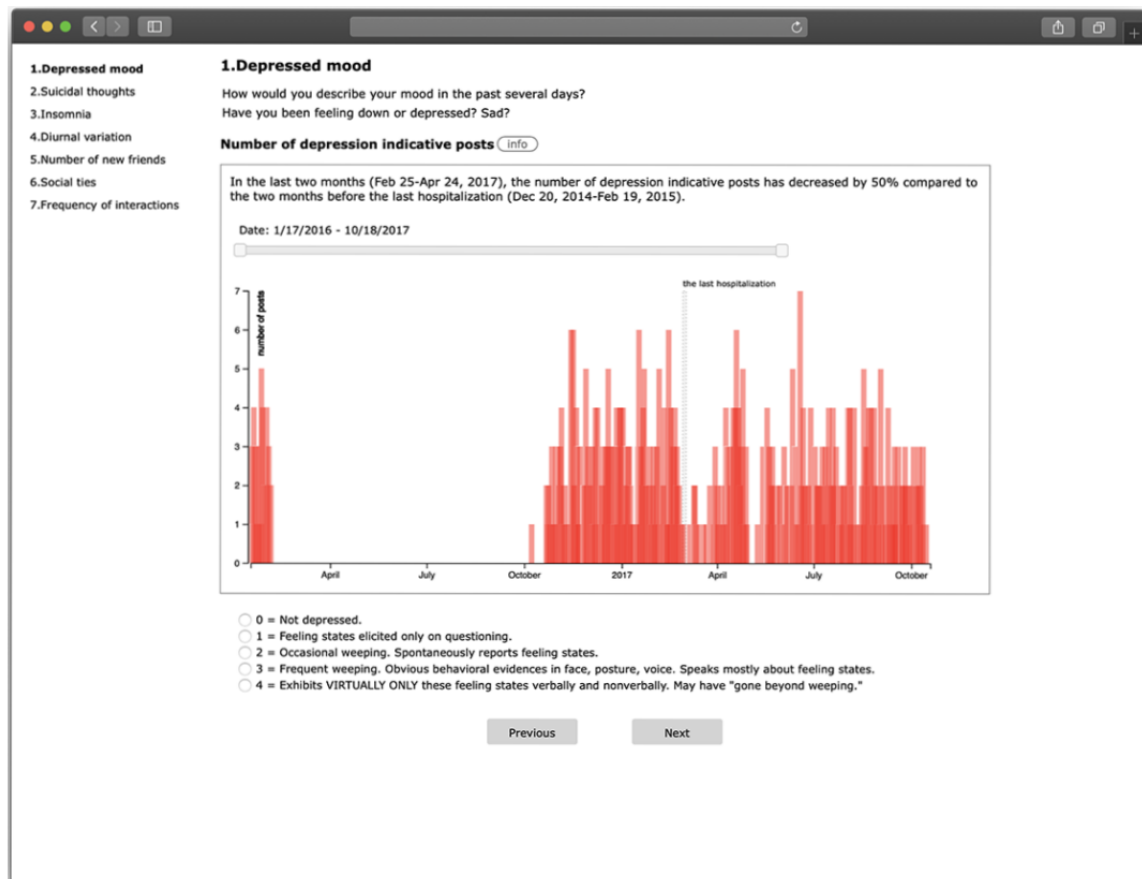 1.Depressed mood
2.Suicidal thoughts
3.Insomnia
4.Diurnal variation
5.Number of new friends
6.Social ties
7.Frequency of interactions
1.Depressed mood
How would you describe your mood in the past several days?
Have you been feeling down or depressed? Sad?
Number of depression indicative posts info
In the last two months (Feb 25-Apr 24, 2017), the number of depression indicative posts has decreased by 50% compared to
the two months before the last hospitalization (Dec 20, 2014-Feb 19, 2015).
Date: 1/17/2016 - 10/18/2017
the last hospitalization
number of posts
7
6
5
4
3
2
1
0
April July October 2017 April July October
0 = Not depressed.
1 = Feeling states elicited only on questioning.
2 = Occasional weeping. Spontaneously reports feeling states.
3 = Frequent weeping. Obvious behavioral evidences in face, posture, voice. Speaks mostly about feeling states.
4 = Exhibits VIRTUALLY ONLY these feeling states verbally and nonverbally. May have "gone beyond weeping."
Previous Next